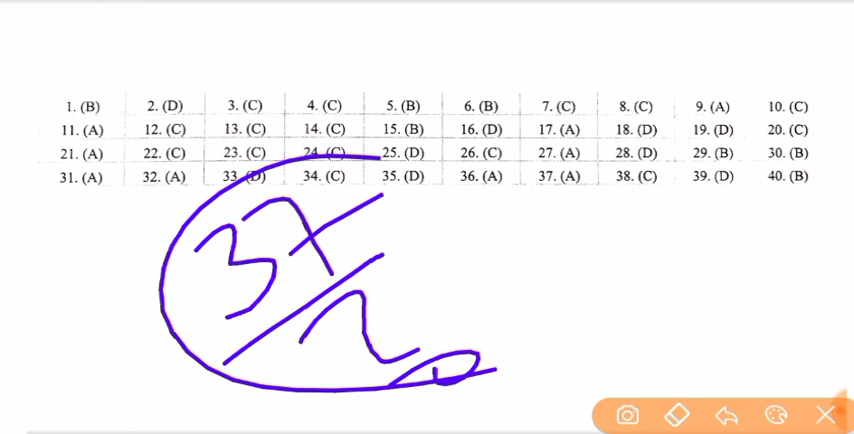 1. (B) 2. (D) 3. (C) 4. (C) 5. (B) 6. (B) 7. (C) 8. (C) 9. (A) 10. (C)
11. (A) 12. (C) 13. (C) 14. (C) 15. (B) 16. (D) 17. (A) 18. (D) 19. (D) 20. (C)
21. (A) 22. (C) 23. (C) 24. (C) 25. (D) 26. (C) 27. (A) 28. (D) 29. (B) 30. (B)
31. (A) 32. (A) 33. (D) 34. (C) 35. (D) 36. (A) 37. (A) 38. (C) 39. (D) 40. (B)
37